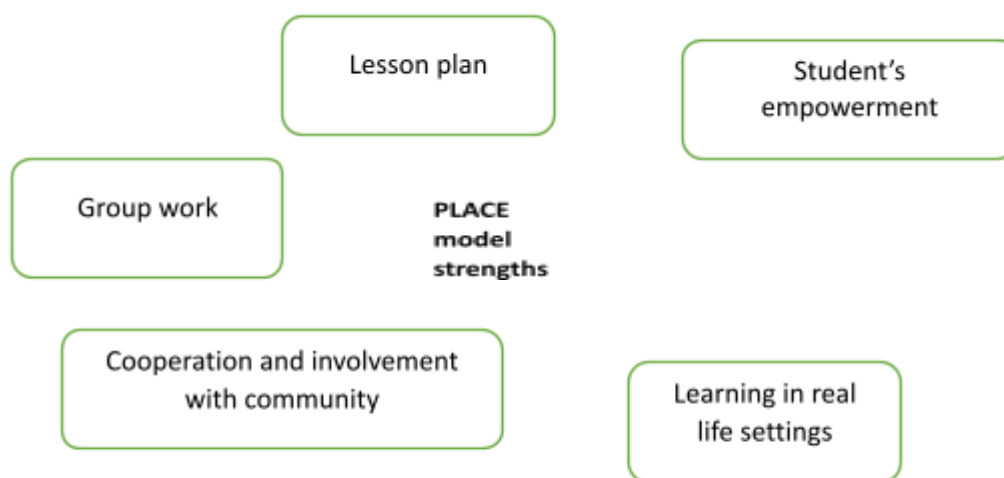 Lesson plan
Student’s
empowerment
Group work
PLACE
model
strengths
Cooperation and involvement
with community
Learning in real
life settings